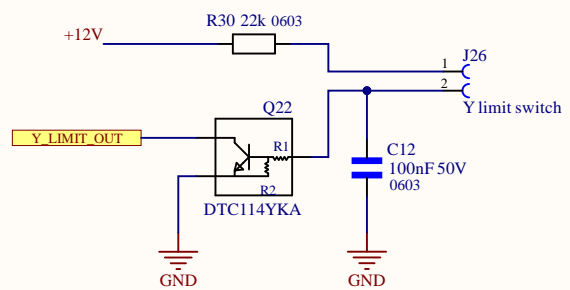 R30 22k 0603
+12V
J26
1
2
Y limit switch
Q22
Y_LIMIT_OUT
R1
R2
C12
100nF 50V
0603
DTC114YKA
GND
GND